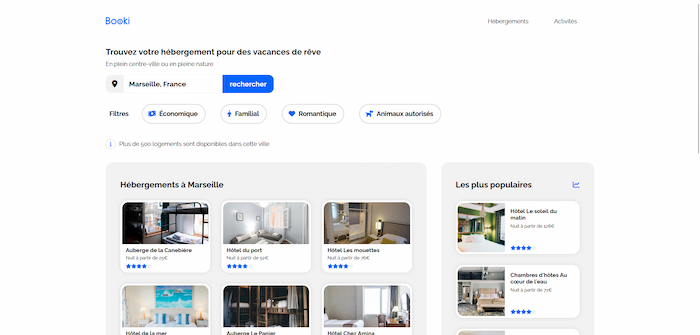 Booki
Hébergements
Activités
Trouvez votre hébergement pour des vacances de rêve
En plein centre-ville ou en pleine nature
Marseille, France
rechercher
Filtres
Économique
Familial
Romantique
Animaux autorisés
Plus de 500 logements sont disponibles dans cette ville
Hébergements à Marseille
Auberge de la Canebière
Nuit à partir de 25€
Hôtel du port
Nuit à partir de 52€
Hôtel Les mouettes
Nuit à partir de 76€
Hôtel de la mer
Auberge Le Panier
Hôtel Chez Amina
Les plus populaires
Hôtel Le soleil du
matin
Nuit à partir de 128€
Chambres d'hôtes Au
cœur de l'eau
Nuit à partir de 71€